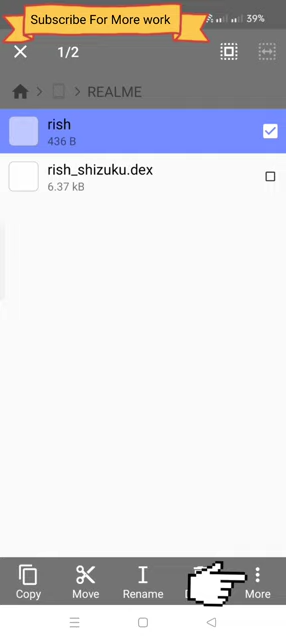 Subscribe For More work
39%
1/2
REALME
rish
436 B
rish_shizuku.dex
6.37 kB
Copy
Move
Rename
More